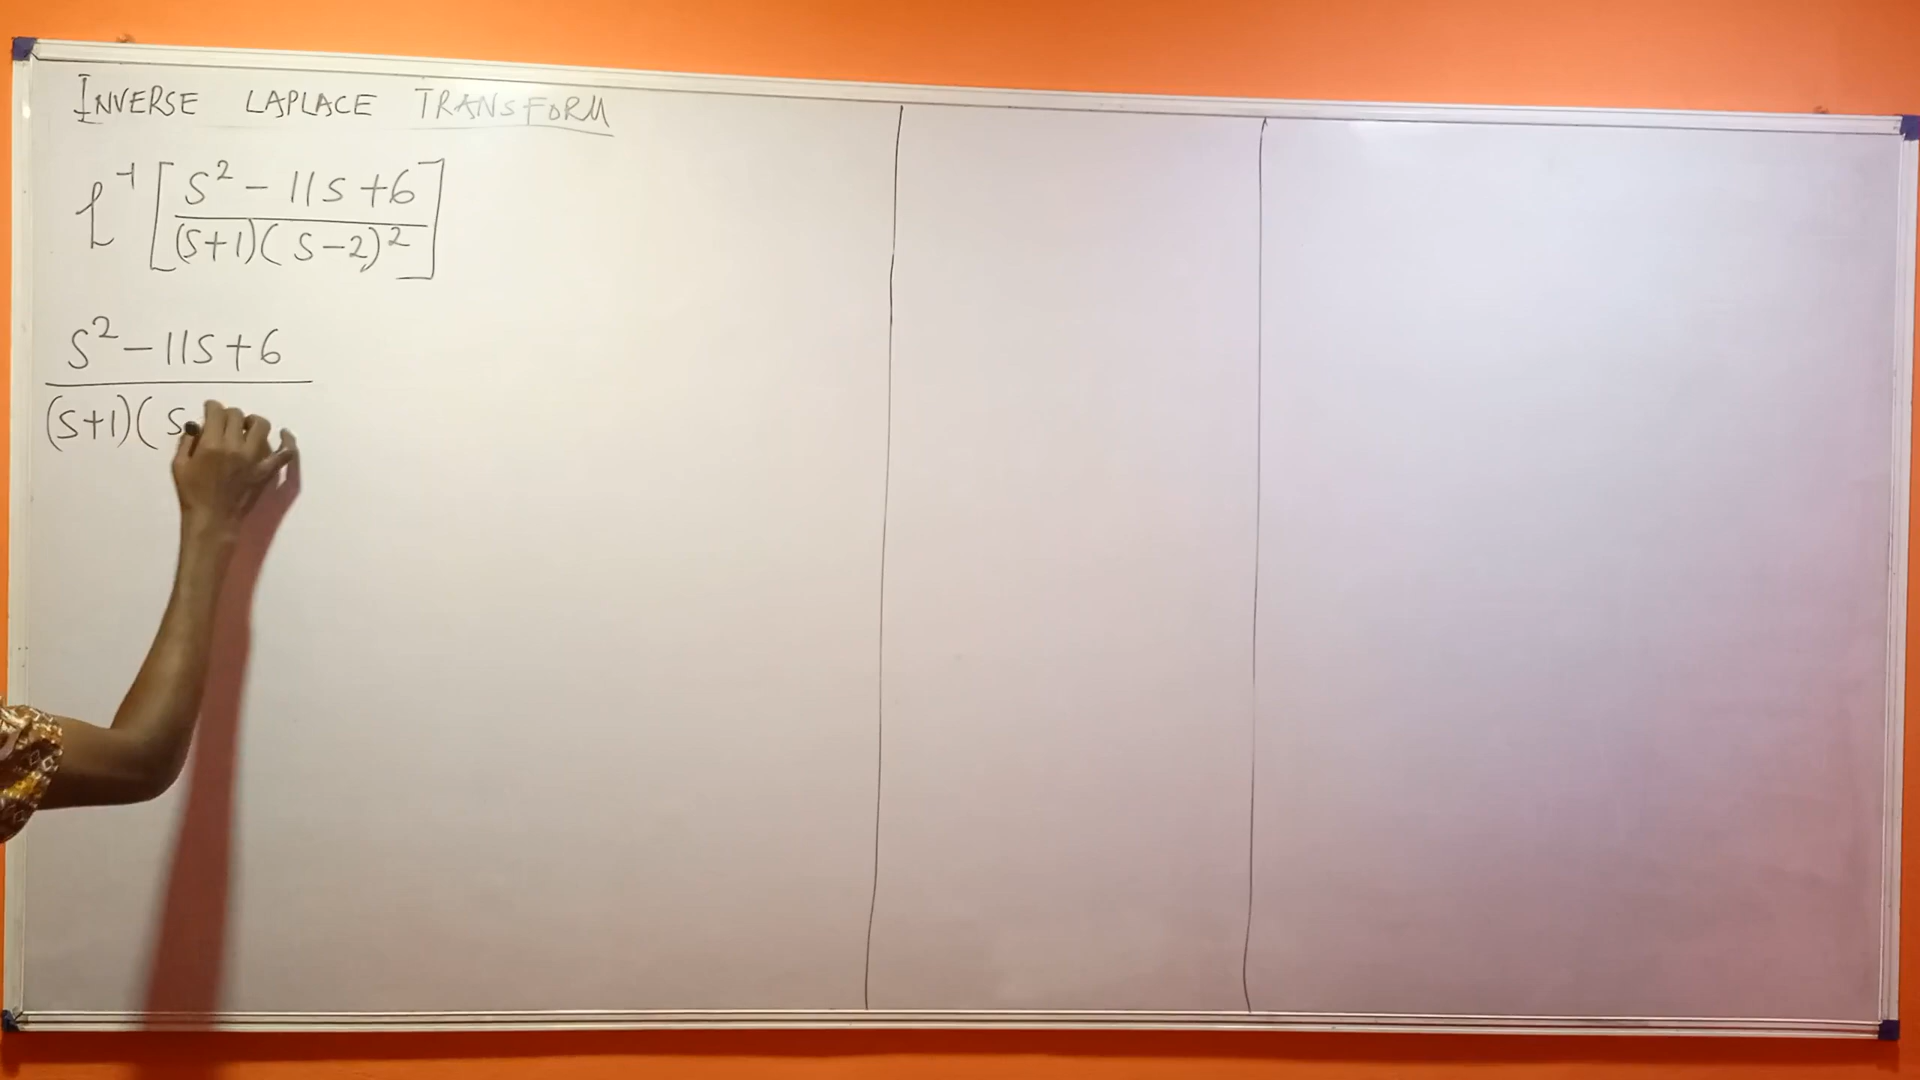 INVERSE LAPLACE TRANSFORM
L⁻¹ [ s² - 11s + 6
(s+1)(s-2)² ]
s² - 11s + 6
(s+1)( s